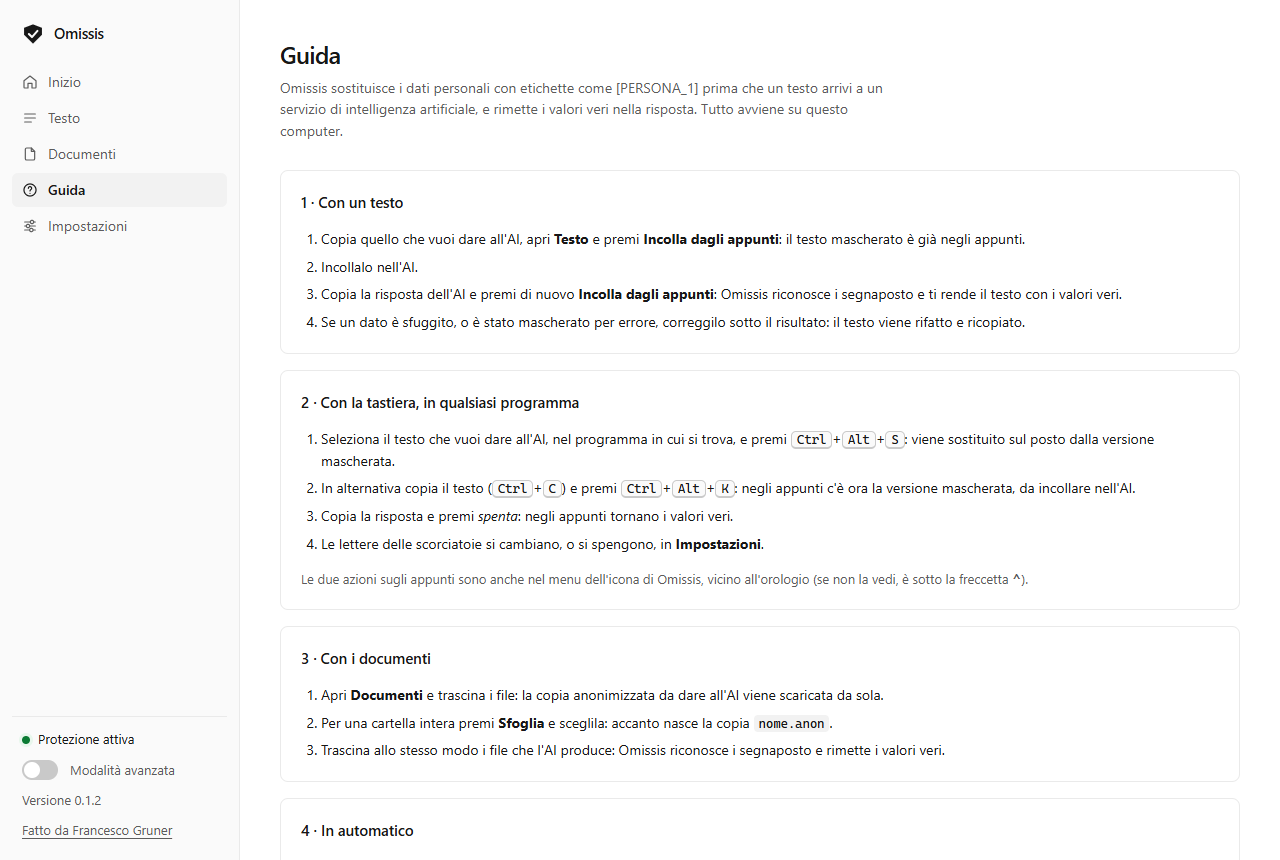 Omissis
Inizio
Testo
Documenti
Guida
Impostazioni
Protezione attiva
Modalità avanzata
Versione 0.1.2
Fatto da Francesco Gruner
Guida
Omissis sostituisce i dati personali con etichette come [PERSONA_1] prima che un testo arrivi a un
servizio di intelligenza artificiale, e rimette i valori veri nella risposta. Tutto avviene su questo
computer.
1 · Con un testo
1. Copia quello che vuoi dare all'AI, apri Testo e premi Incolla dagli appunti: il testo mascherato è già negli appunti.
2. Incollalo nell'AI.
3. Copia la risposta dell'AI e premi di nuovo Incolla dagli appunti: Omissis riconosce i segnaposto e ti rende il testo con i valori veri.
4. Se un dato è sfuggito, o è stato mascherato per errore, correggilo sotto il risultato: il testo viene rifatto e ricopiato.
2 · Con la tastiera, in qualsiasi programma
1. Seleziona il testo che vuoi dare all'AI, nel programma in cui si trova, e premi Ctrl+Alt+S: viene sostituito sul posto dalla versione
mascherata.
2. In alternativa copia il testo (Ctrl+C) e premi Ctrl+Alt+K: negli appunti c'è ora la versione mascherata, da incollare nell'AI.
3. Copia la risposta e premi spenta: negli appunti tornano i valori veri.
4. Le lettere delle scorciatoie si cambiano, o si spengono, in Impostazioni.
Le due azioni sugli appunti sono anche nel menu dell'icona di Omissis, vicino all'orologio (se non la vedi, è sotto la freccetta ^).
3 · Con i documenti
1. Apri Documenti e trascina i file: la copia anonimizzata da dare all'AI viene scaricata da sola.
2. Per una cartella intera premi Sfoglia e sceglila: accanto nasce la copia nome.anon.
3. Trascina allo stesso modo i file che l'AI produce: Omissis riconosce i segnaposto e rimette i valori veri.
4 · In automatico